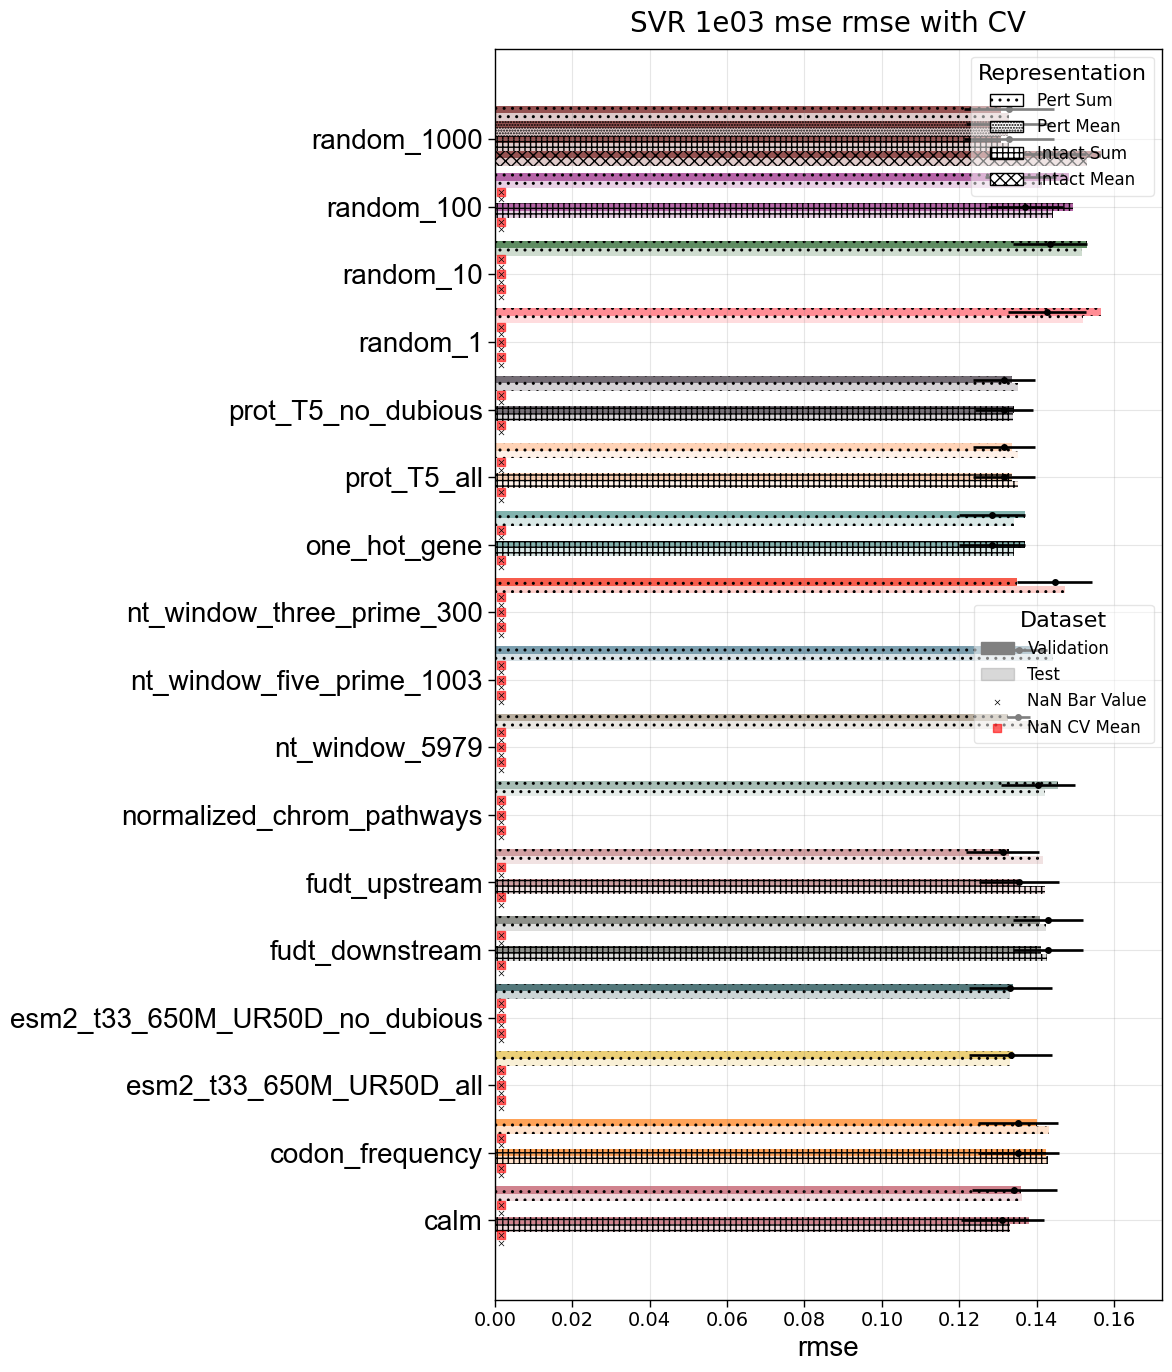 SVR 1e03 mse rmse with CV
Representation
Pert Sum
Pert Mean
Intact Sum
Intact Mean
random_1000
random_100
random_10
random_1
prot_T5_no_dubious
prot_T5_all
one_hot_gene
nt_window_three_prime_300
Dataset
Validation
Test
NaN Bar Value
NaN CV Mean
nt_window_five_prime_1003
nt_window_5979
normalized_chrom_pathways
fudt_upstream
fudt_downstream
esm2_t33_650M_UR50D_no_dubious
esm2_t33_650M_UR50D_all
codon_frequency
calm
0.00 0.02 0.04 0.06 0.08 0.10 0.12 0.14 0.16
rmse